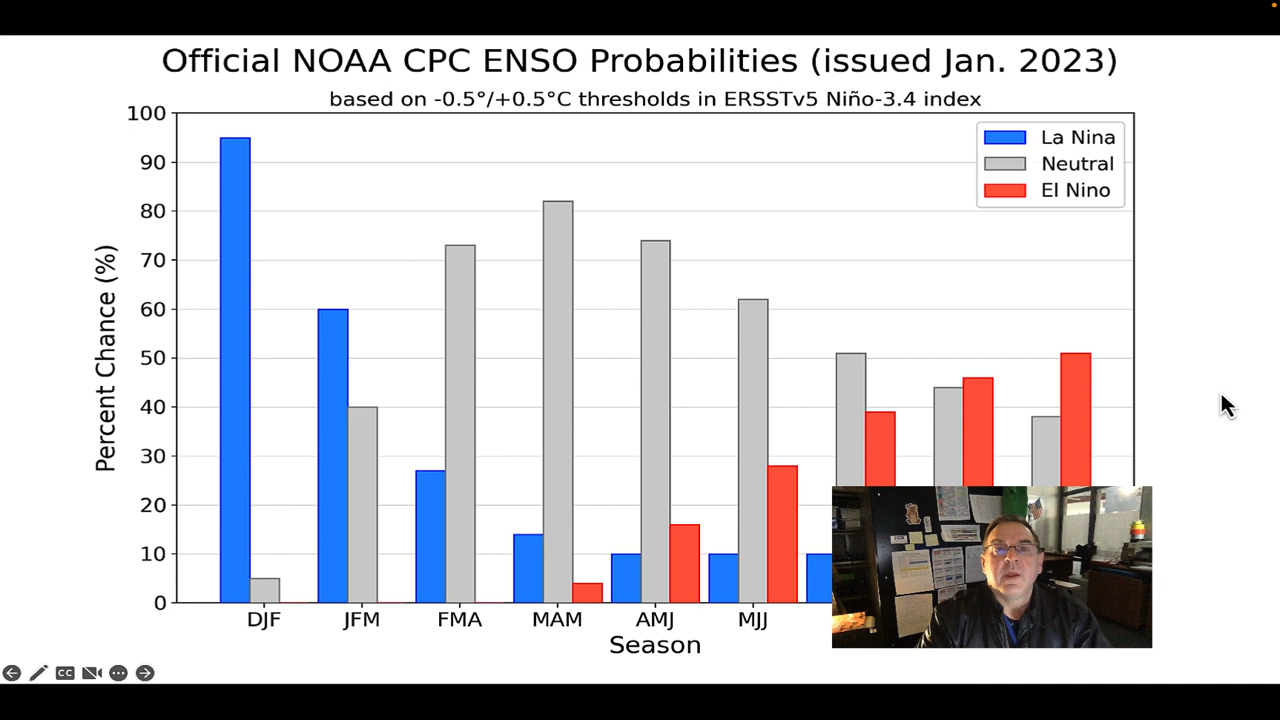 Official NOAA CPC ENSO Probabilities (issued Jan. 2023)
based on -0.5°/+0.5°C thresholds in ERSSTv5 Niño-3.4 index
La Nina
Neutral
El Nino
Percent Chance (%)
100
90
80
70
60
50
40
30
20
10
0
DJF JFM FMA MAM AMJ MJJ
Season
CC